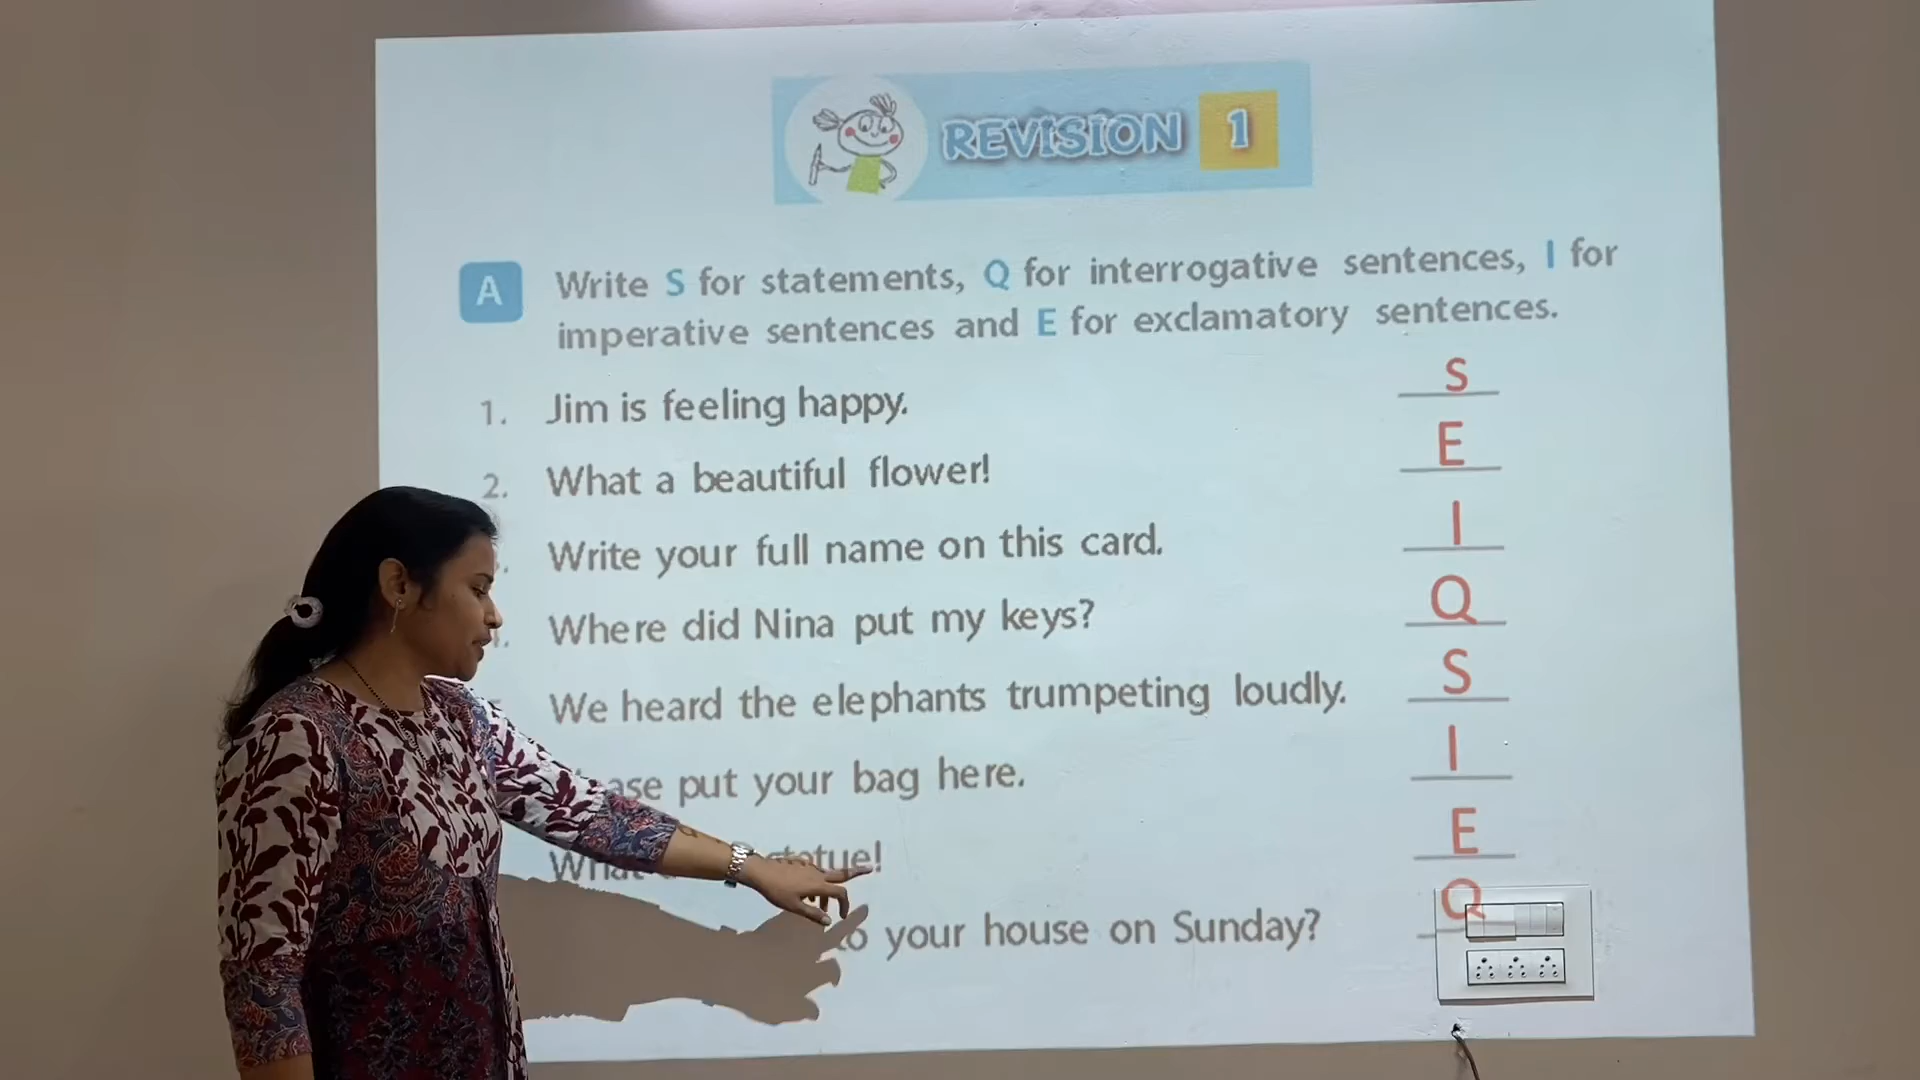 REVISION 1
A Write S for statements, Q for interrogative sentences, I for
imperative sentences and E for exclamatory sentences.
1. Jim is feeling happy. S
2. What a beautiful flower! E
Write your full name on this card. I
Where did Nina put my keys? Q
We heard the elephants trumpeting loudly. S
put your bag here. I
What statue! E
to your house on Sunday? Q